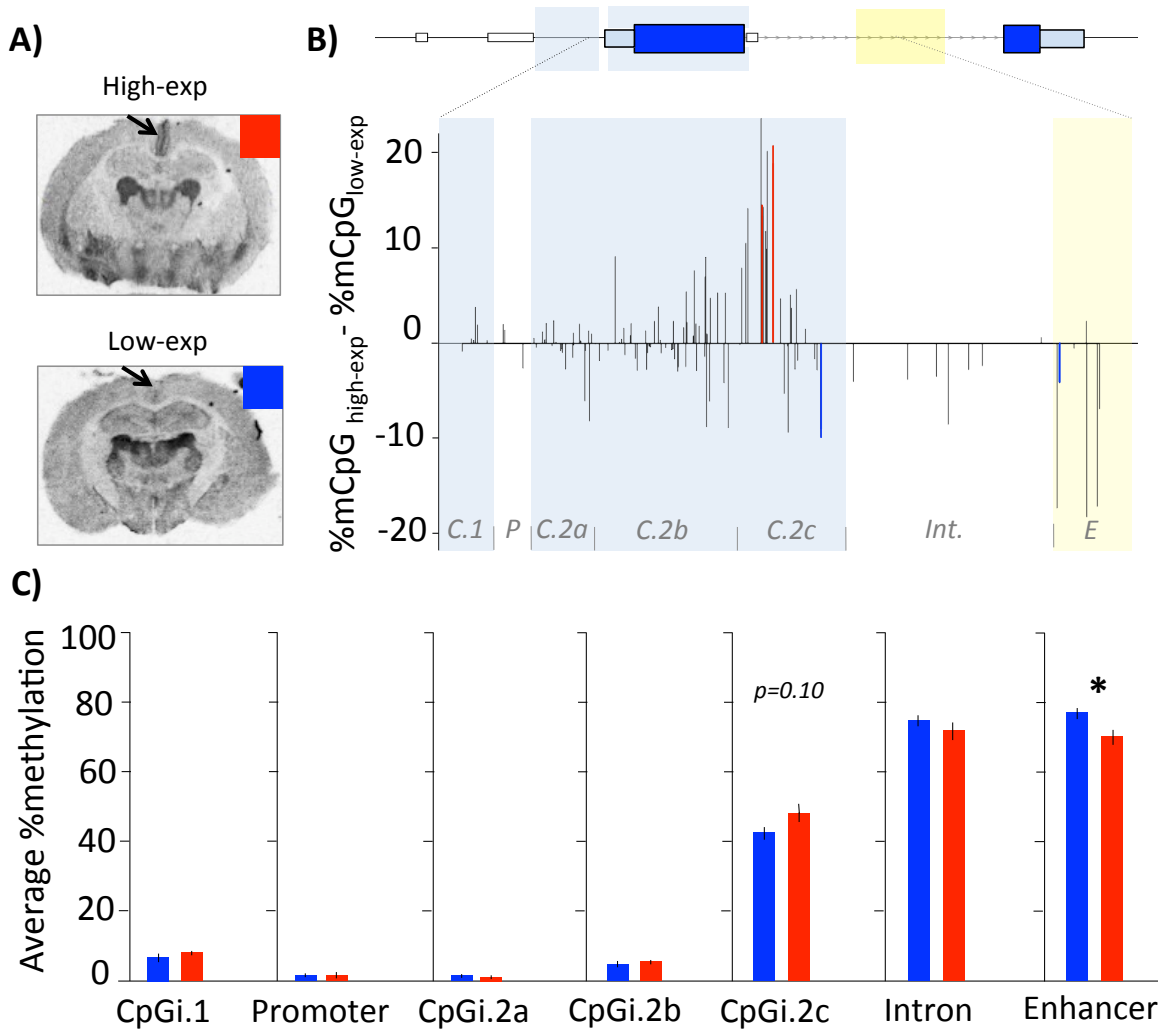 A)
High-exp
Low-exp
B)
%mCpG high-exp - %mCpG low-exp
20
10
0
-10
-20
C.1 P C.2a C.2b C.2c Int. E
C)
Average %methylation
100
80
60
40
20
0
p=0.10
*
CpGi.1 Promoter CpGi.2a CpGi.2b CpGi.2c Intron Enhancer